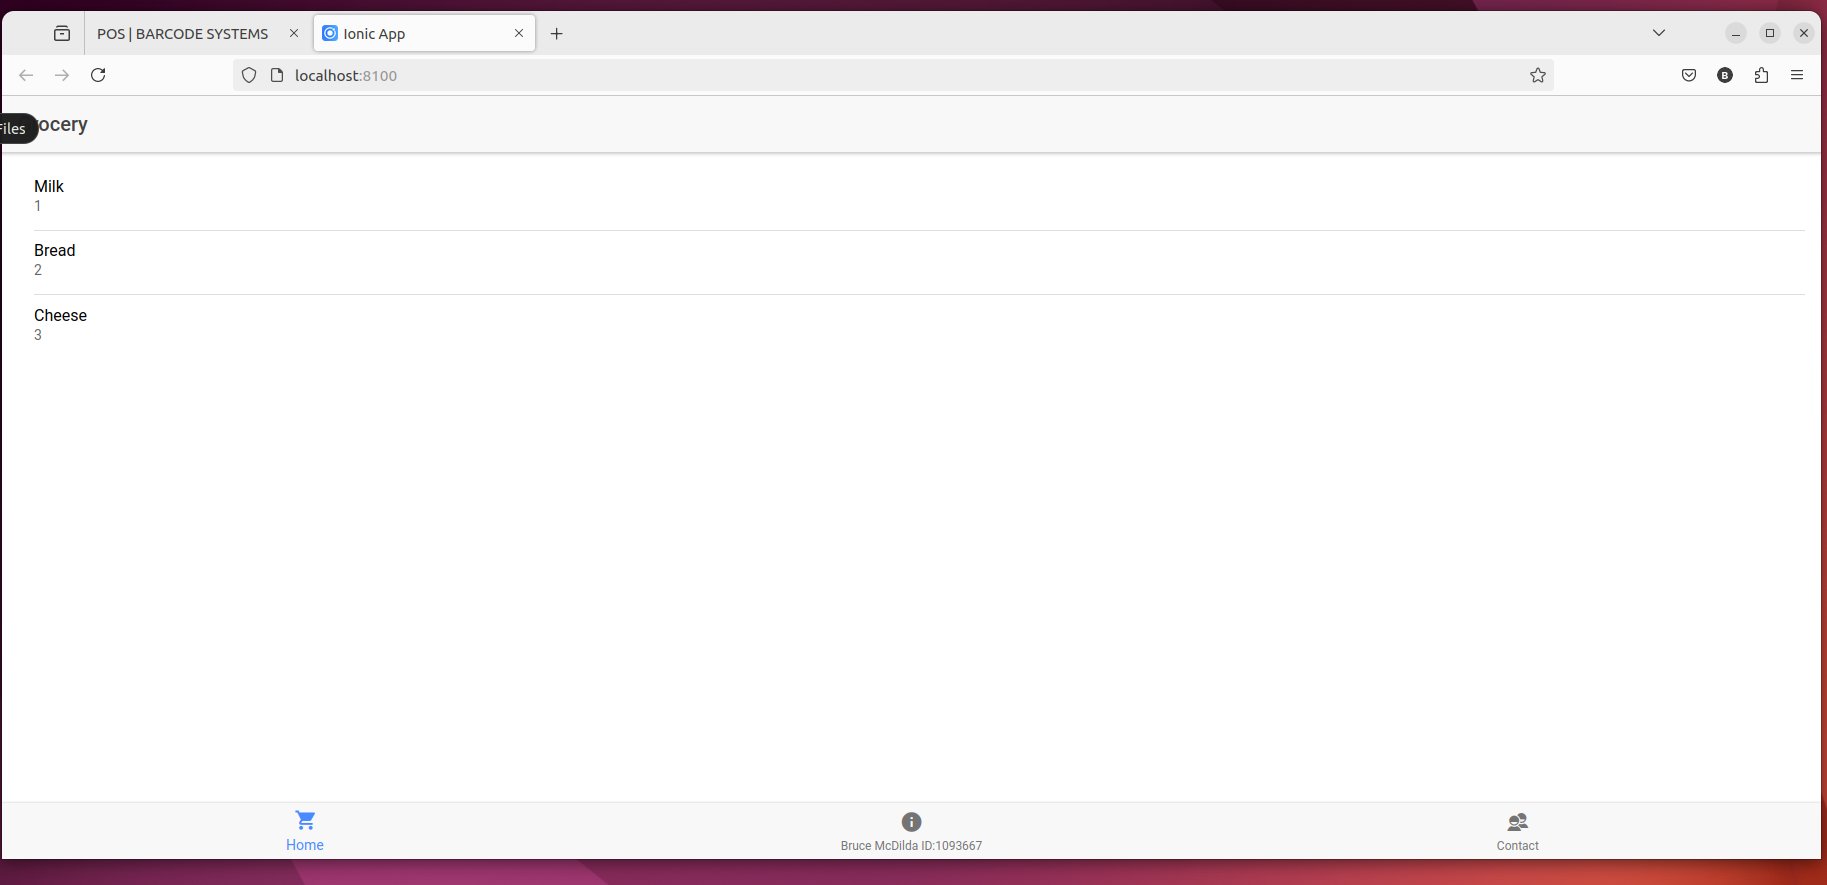 POS | BARCODE SYSTEMS
Ionic App
localhost:8100
B
Files
ocery
Milk
1
Bread
2
Cheese
3
Home
Bruce McDilda ID:1093667
Contact